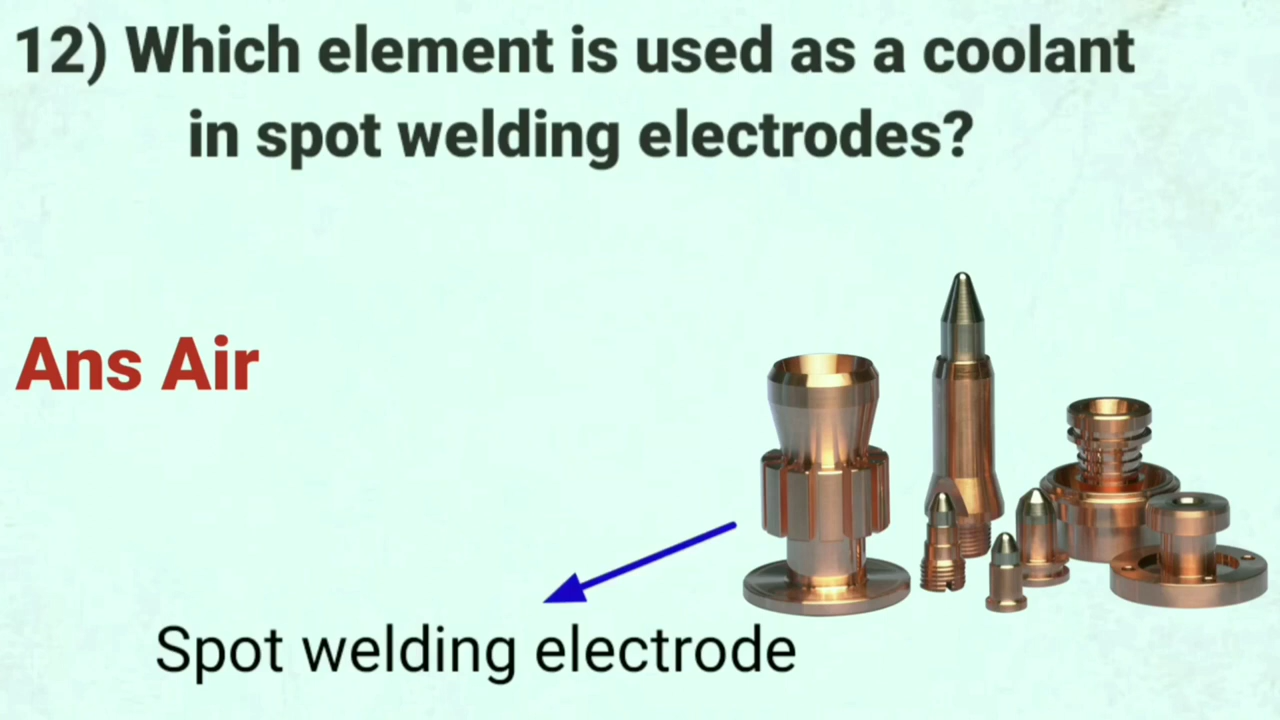 12) Which element is used as a coolant
in spot welding electrodes?
Ans Air
Spot welding electrode